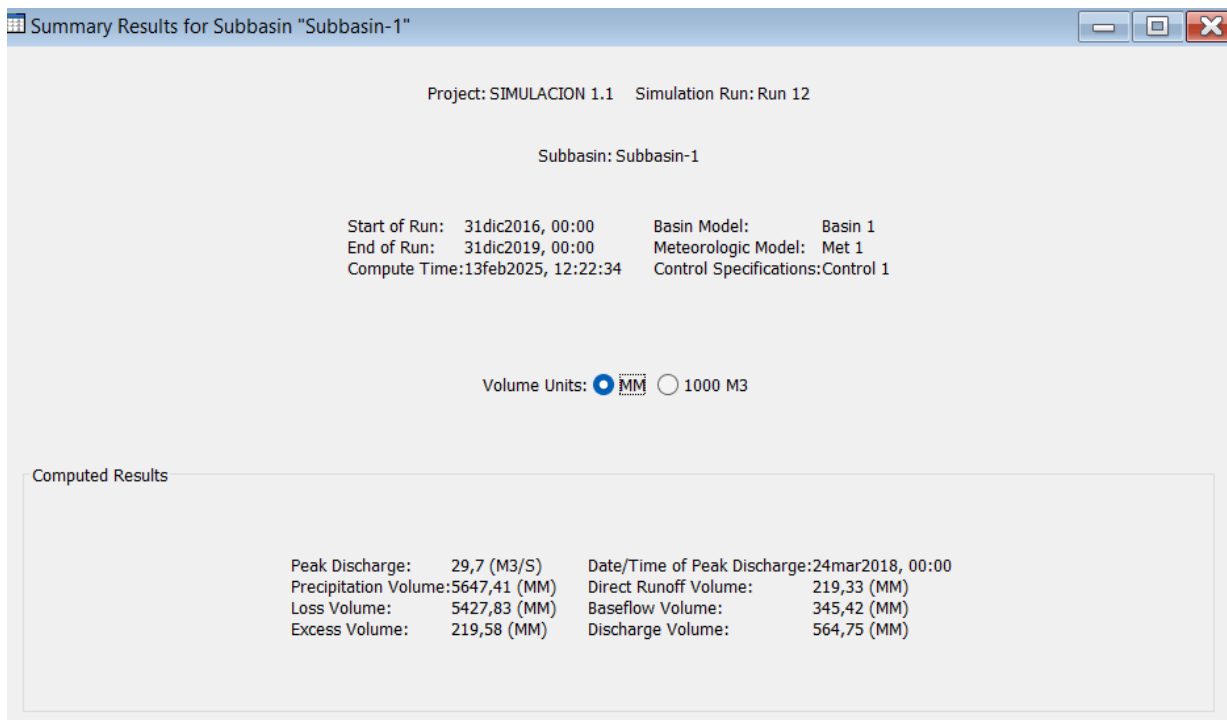 Summary Results for Subbasin "Subbasin-1"
Project: SIMULACION 1.1 Simulation Run: Run 12
Subbasin: Subbasin-1
Start of Run: 31dic2016, 00:00 Basin Model: Basin 1
End of Run: 31dic2019, 00:00 Meteorologic Model: Met 1
Compute Time:13feb2025, 12:22:34 Control Specifications:Control 1
Volume Units: MM 1000 M3
Computed Results
Peak Discharge: 29,7 (M3/S) Date/Time of Peak Discharge:24mar2018, 00:00
Precipitation Volume:5647,41 (MM) Direct Runoff Volume: 219,33 (MM)
Loss Volume: 5427,83 (MM) Baseflow Volume: 345,42 (MM)
Excess Volume: 219,58 (MM) Discharge Volume: 564,75 (MM)